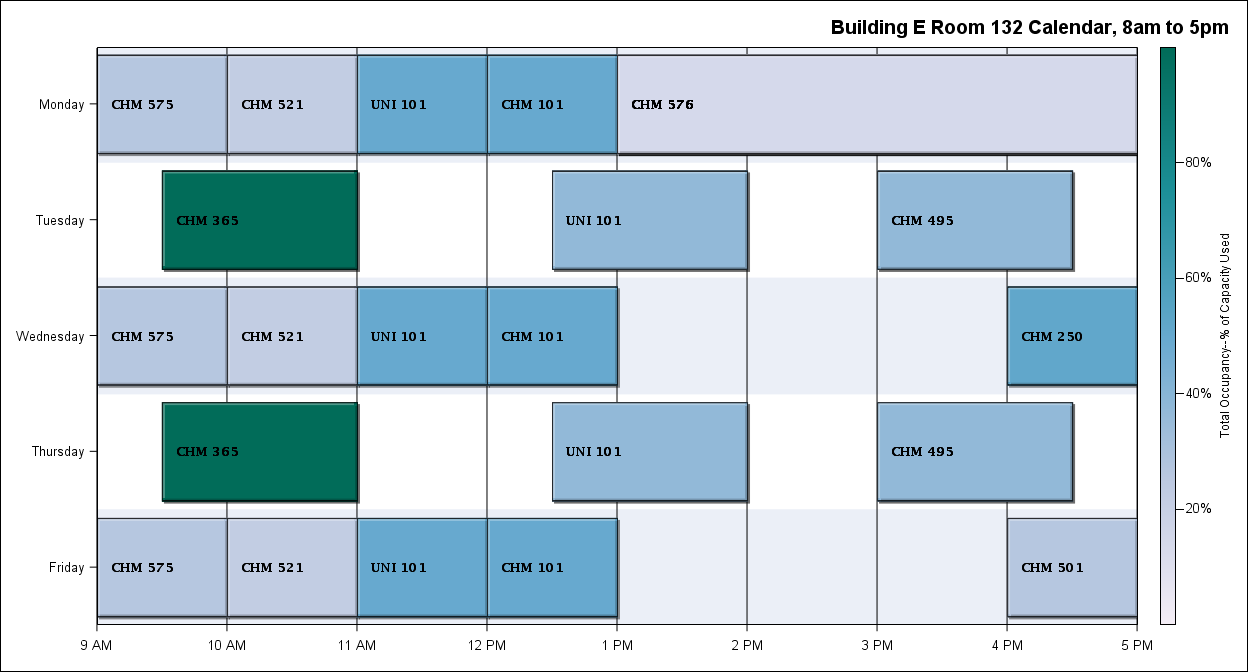 Building E Room 132 Calendar, 8am to 5pm
Monday
CHM 575
CHM 521
UNI 101
CHM 101
CHM 576
Tuesday
CHM 365
UNI 101
CHM 495
Wednesday
CHM 575
CHM 521
UNI 101
CHM 101
CHM 250
Thursday
CHM 365
UNI 101
CHM 495
Friday
CHM 575
CHM 521
UNI 101
CHM 101
CHM 501
9 AM
10 AM
11 AM
12 PM
1 PM
2 PM
3 PM
4 PM
5 PM
80%
60%
40%
20%
Total Occupancy--% of Capacity Used